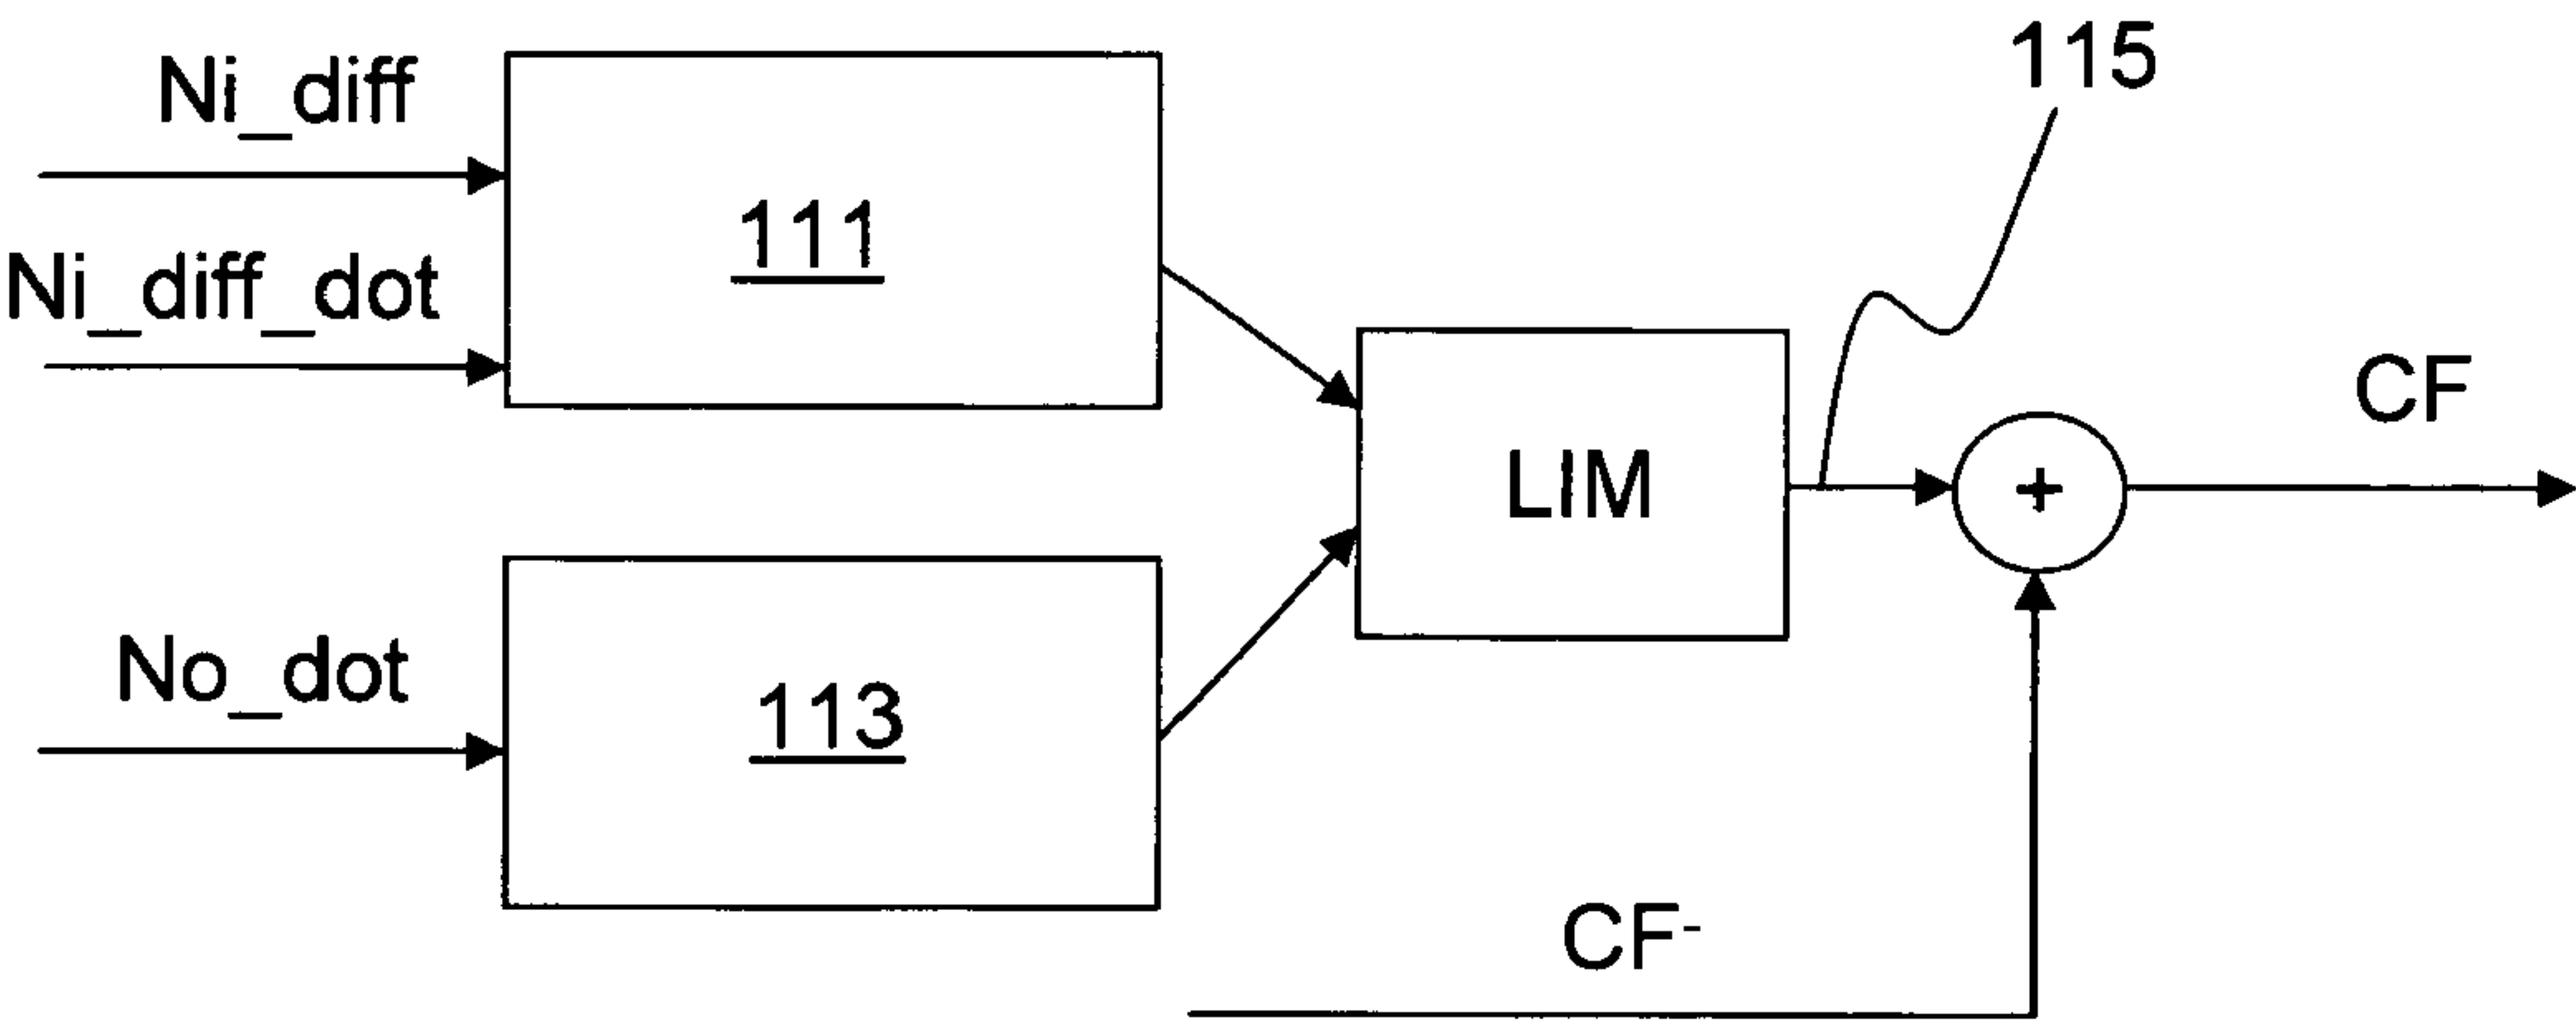 115
Ni_diff
111
Ni_diff_dot
CF
LIM
+
No_dot
113
CF-